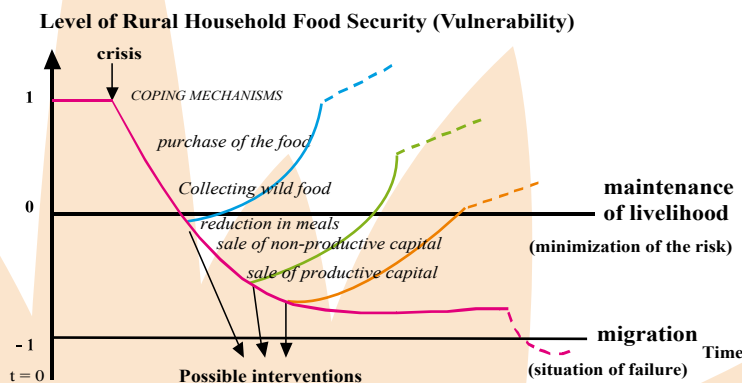 Level of Rural Household Food Security (Vulnerability)
crisis
1
COPING MECHANISMS
purchase of the food
Collecting wild food
0
maintenance
of livelihood
reduction in meals
sale of non-productive capital
(minimization of the risk)
sale of productive capital
- 1
migration
Time
t = 0
(situation of failure)
Possible interventions